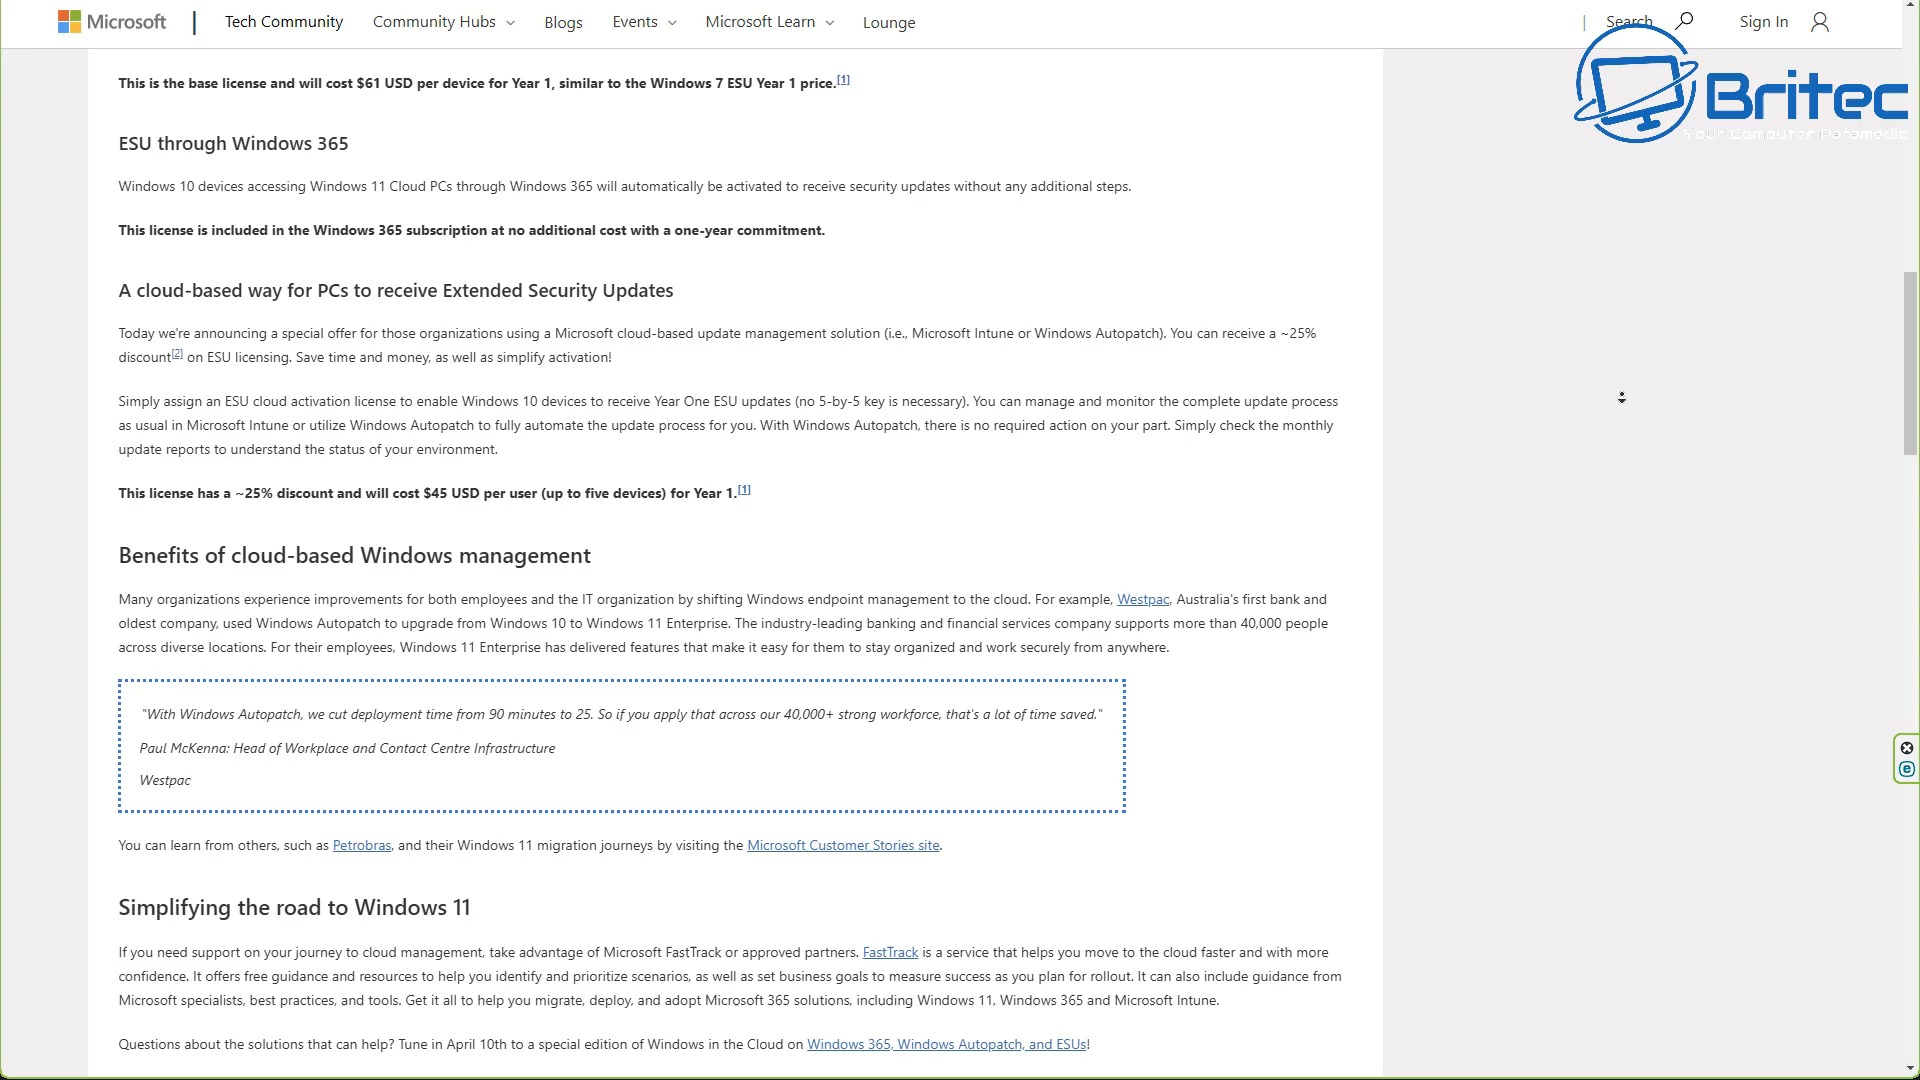 Microsoft | Tech Community Community Hubs Blogs Events Microsoft Learn Lounge | Search Sign In
Britec
Your Computer Paramedic
This is the base license and will cost $61 USD per device for Year 1, similar to the Windows 7 ESU Year 1 price.[1]
ESU through Windows 365
Windows 10 devices accessing Windows 11 Cloud PCs through Windows 365 will automatically be activated to receive security updates without any additional steps.
This license is included in the Windows 365 subscription at no additional cost with a one-year commitment.
A cloud-based way for PCs to receive Extended Security Updates
Today we're announcing a special offer for those organizations using a Microsoft cloud-based update management solution (i.e., Microsoft Intune or Windows Autopatch). You can receive a ~25%
discount[2] on ESU licensing. Save time and money, as well as simplify activation!
Simply assign an ESU cloud activation license to enable Windows 10 devices to receive Year One ESU updates (no 5-by-5 key is necessary). You can manage and monitor the complete update process
as usual in Microsoft Intune or utilize Windows Autopatch to fully automate the update process for you. With Windows Autopatch, there is no required action on your part. Simply check the monthly
update reports to understand the status of your environment.
This license has a ~25% discount and will cost $45 USD per user (up to five devices) for Year 1.[1]
Benefits of cloud-based Windows management
Many organizations experience improvements for both employees and the IT organization by shifting Windows endpoint management to the cloud. For example, Westpac, Australia's first bank and
oldest company, used Windows Autopatch to upgrade from Windows 10 to Windows 11 Enterprise. The industry-leading banking and financial services company supports more than 40,000 people
across diverse locations. For their employees, Windows 11 Enterprise has delivered features that make it easy for them to stay organized and work securely from anywhere.
"With Windows Autopatch, we cut deployment time from 90 minutes to 25. So if you apply that across our 40,000+ strong workforce, that's a lot of time saved."
Paul McKenna: Head of Workplace and Contact Centre Infrastructure
Westpac
You can learn from others, such as Petrobras, and their Windows 11 migration journeys by visiting the Microsoft Customer Stories site.
Simplifying the road to Windows 11
If you need support on your journey to cloud management, take advantage of Microsoft FastTrack or approved partners. FastTrack is a service that helps you move to the cloud faster and with more
confidence. It offers free guidance and resources to help you identify and prioritize scenarios, as well as set business goals to measure success as you plan for rollout. It can also include guidance from
Microsoft specialists, best practices, and tools. Get it all to help you migrate, deploy, and adopt Microsoft 365 solutions, including Windows 11, Windows 365 and Microsoft Intune.
Questions about the solutions that can help? Tune in April 10th to a special edition of Windows in the Cloud on Windows 365, Windows Autopatch, and ESUs!